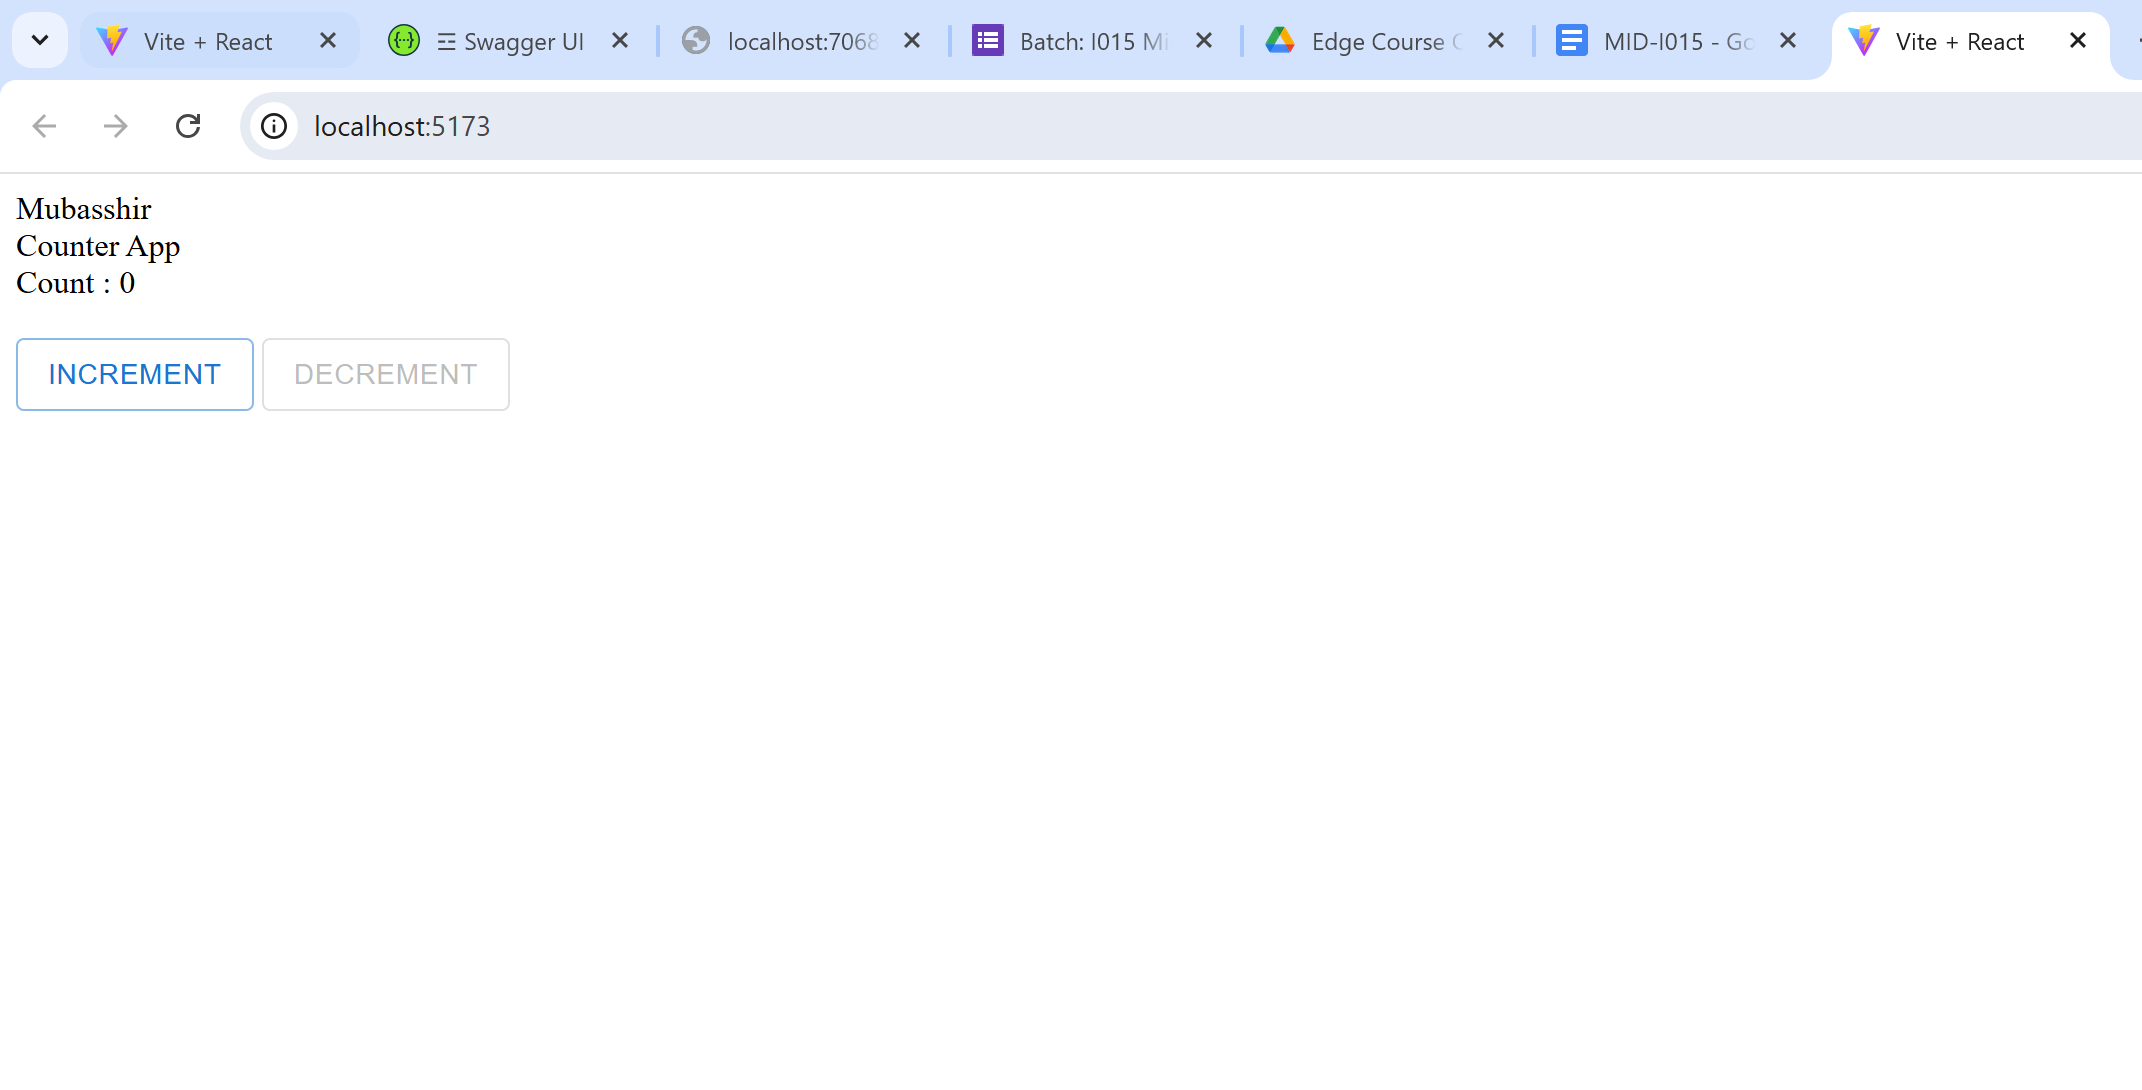 Vite + React
Swagger UI
localhost:7068
Batch: I015 Mi
Edge Course
MID-I015 - Go
Vite + React
localhost:5173
Mubasshir
Counter App
Count : 0
INCREMENT DECREMENT